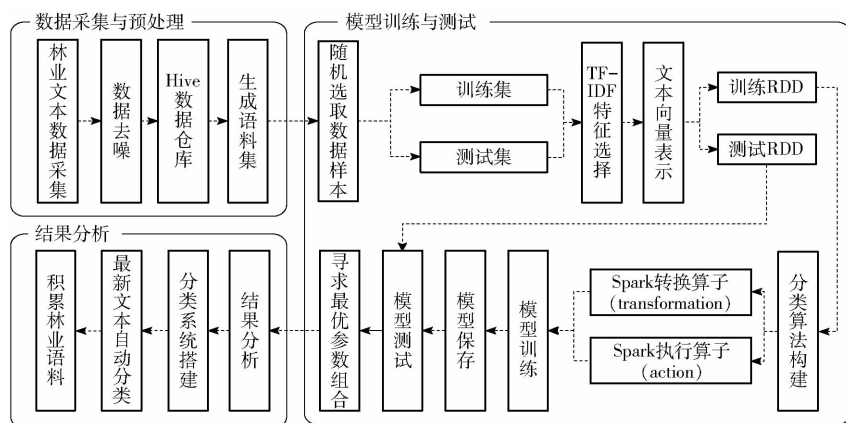 数据采集与预处理
林业文本数据采集
数据去噪
Hive数据仓库
生成语料集
模型训练与测试
随机选取数据样本
训练集
测试集
TF-IDF特征选择
文本向量表示
训练RDD
测试RDD
分类算法构建
Spark转换算子
(transformation)
Spark执行算子
(action)
模型训练
模型保存
模型测试
寻求最优参数组合
结果分析
结果分析
分类系统搭建
最新文本自动分类
积累林业语料